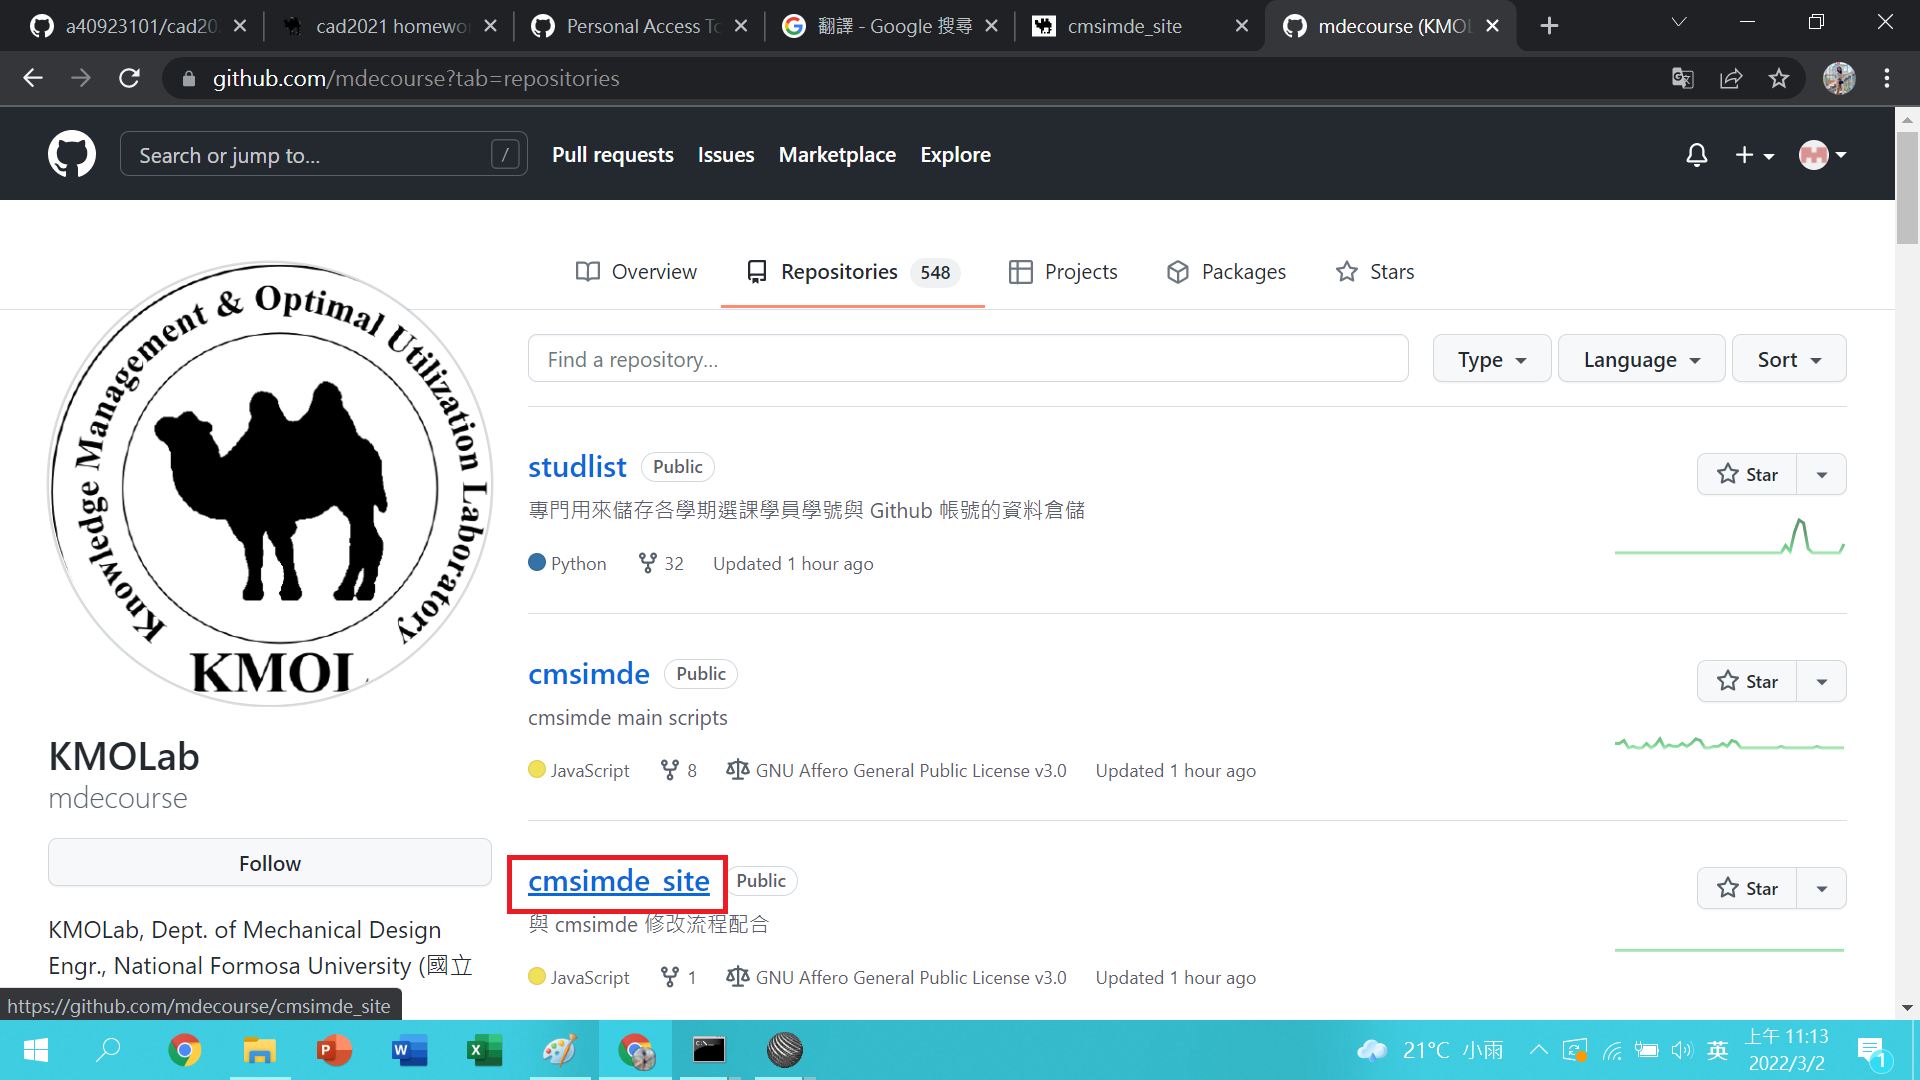 a40923101/cad20
cad2021 homewo
Personal Access To
翻譯 - Google 搜尋
cmsimde_site
mdecourse (KMOL
github.com/mdecourse?tab=repositories
Search or jump to...
/
Pull requests
Issues
Marketplace
Explore
Overview
Repositories 548
Projects
Packages
Stars
Knowledge Management & Optimal Utilization Laboratory
KMOL
Find a repository...
Type
Language
Sort
studlist Public
Star
專門用來儲存各學期選課學員學號與 Github 帳號的資料倉儲
Python 32 Updated 1 hour ago
cmsimde Public
Star
cmsimde main scripts
JavaScript 8 GNU Affero General Public License v3.0 Updated 1 hour ago
KMOLab
mdecourse
Follow
cmsimde_site Public
Star
與 cmsimde 修改流程配合
JavaScript 1 GNU Affero General Public License v3.0 Updated 1 hour ago
KMOLab, Dept. of Mechanical Design
Engr., National Formosa University (國立
https://github.com/mdecourse/cmsimde_site
21°C 小雨
英
上午 11:13
2022/3/2
1